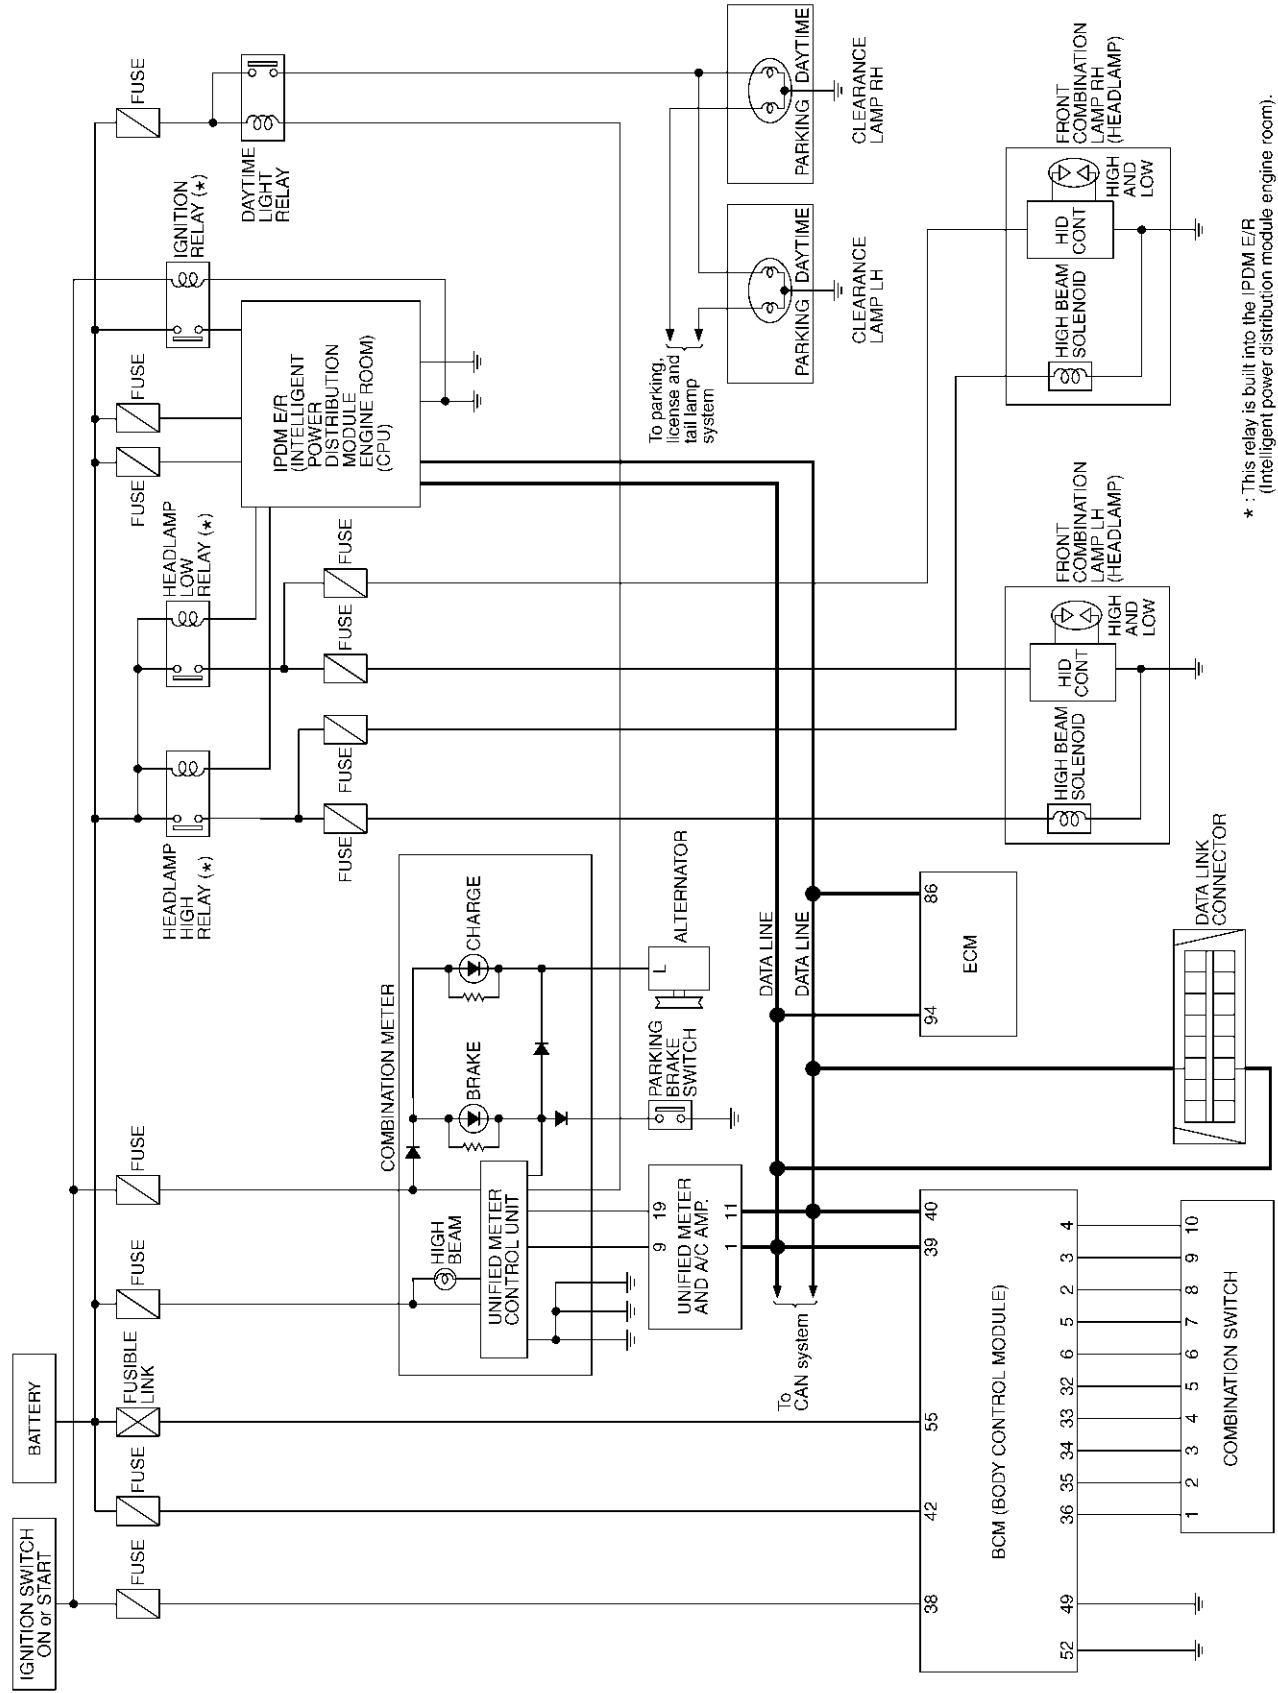 IGNITION SWITCH
ON or START
BATTERY
FUSE
FUSE
FUSIBLE
LINK
FUSE
FUSE
HEADLAMP
HIGH
RELAY (*)
HEADLAMP
LOW
RELAY (*)
FUSE
FUSE
IGNITION
RELAY (*)
FUSE
DAYTIME
LIGHT
RELAY
IPDM E/R
(INTELLIGENT
POWER
DISTRIBUTION
MODULE
ENGINE ROOM)
(CPU)
FUSE
FUSE
FUSE
FUSE
COMBINATION METER
HIGH
BEAM
BRAKE
CHARGE
UNIFIED METER
CONTROL UNIT
PARKING
BRAKE
SWITCH
L
ALTERNATOR
9
19
UNIFIED METER
AND A/C AMP.
1
11
To parking,
license and
tail lamp
system
PARKING
DAYTIME
CLEARANCE
LAMP LH
PARKING
DAYTIME
CLEARANCE
LAMP RH
To
CAN system
DATA LINE
DATA LINE
94
86
ECM
38
42
55
39
40
BCM (BODY CONTROL MODULE)
52
49
36
35
34
33
32
6
5
2
3
4
1
2
3
4
5
6
7
8
9
10
COMBINATION SWITCH
DATA LINK
CONNECTOR
HIGH BEAM
SOLENOID
HID
CONT
HIGH
AND
LOW
FRONT
COMBINATION
LAMP LH
(HEADLAMP)
HIGH BEAM
SOLENOID
HID
CONT
HIGH
AND
LOW
FRONT
COMBINATION
LAMP RH
(HEADLAMP)
* : This relay is built into the IPDM E/R
(Intelligent power distribution module engine room).